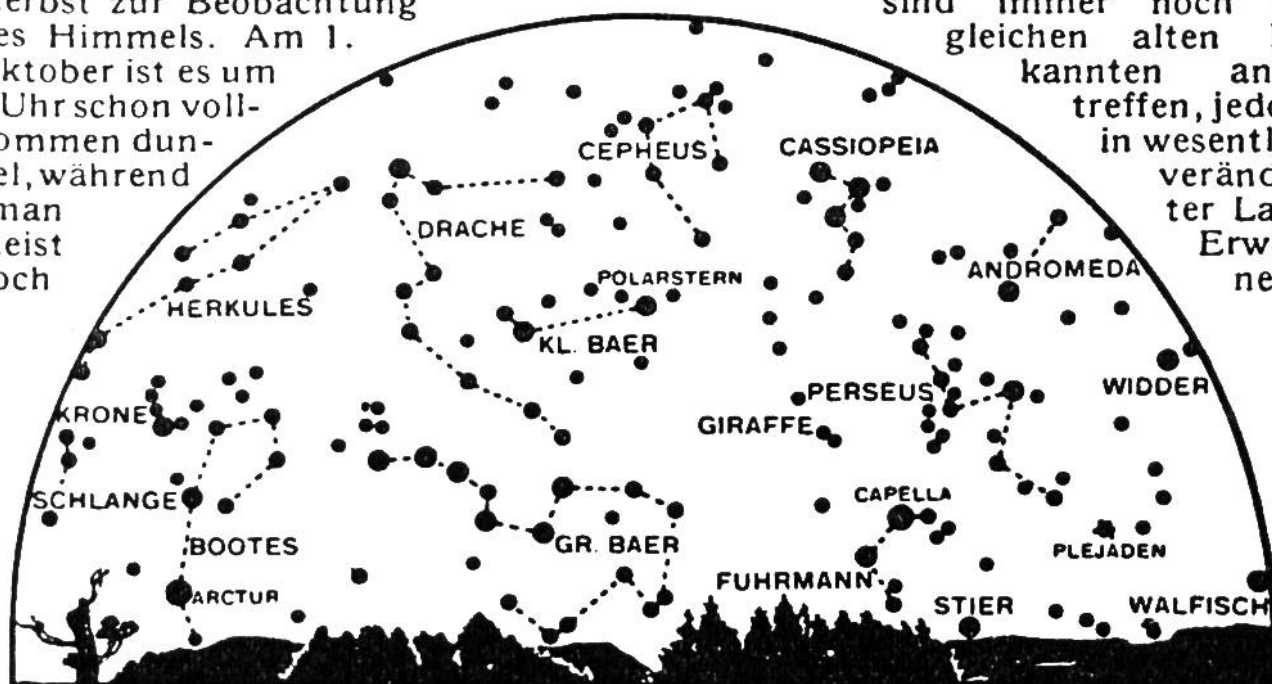 erbst zur Beobachtung
es Himmels. Am 1.
ktober ist es um
Uhr schon voll-
ommen dun-
el, während
man
eist
och
sind immer noch
gleichen alten
kannten an
treffen, jed
in wesentl
veränd
ter La
Erw
ne
CEPHEUS
CASSIOPEIA
DRACHE
ANDROMEDA
POLARSTERN
HERKULES
KL. BAER
PERSEUS
WIDDER
KRONE
GIRAFFE
SCHLANGE
CAPELLA
BOOTES
GR. BAER
PLEJADEN
FUHRMANN
ARCTUR
STIER
WALFISCH